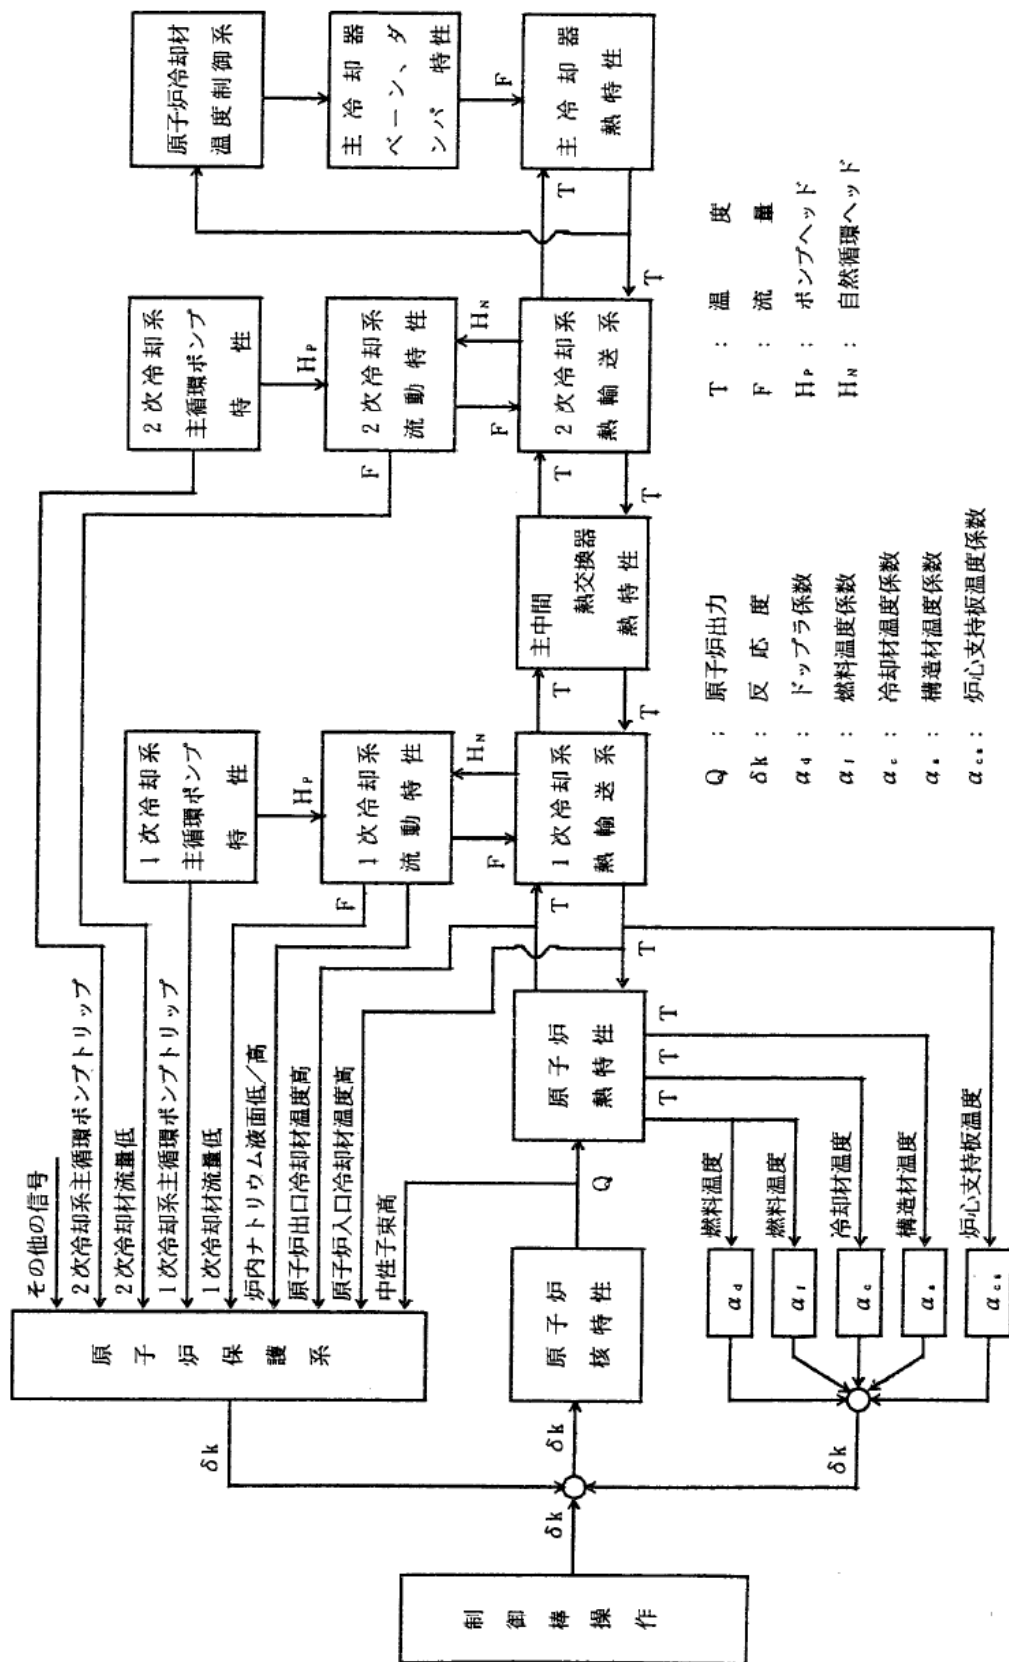 制御棒操作
δk
δk
δk
δk
原子炉保護系
その他の信号
2次冷却系主循環ポンプトリップ
2次冷却材流量低
1次冷却系主循環ポンプトリップ
1次冷却材流量低
炉内ナトリウム液面低／高
原子炉出口冷却材温度高
原子炉入口冷却材温度高
中性子束高
原子炉
核特性
Q
原子炉
熱特性
T
T
T
T
T
燃料温度
燃料温度
冷却材温度
構造材温度
炉心支持板温度
αd
αf
αc
αs
αcs
1次冷却系
主循環ポンプ
特性
HP
1次冷却系
流動特性
F
F
HN
1次冷却系
熱輸送系
T
T
主中間
熱交換器
熱特性
T
T
2次冷却系
主循環ポンプ
特性
HP
2次冷却系
流動特性
F
F
HN
2次冷却系
熱輸送系
T
T
原子炉冷却材
温度制御系
主冷却器
ベーン、ダ
ンパ特性
F
主冷却器
熱特性
Q : 原子炉出力
δk : 反応度
αd : ドップラ係数
αf : 燃料温度係数
αc : 冷却材温度係数
αs : 構造材温度係数
αcs : 炉心支持板温度係数
T : 温度
F : 流量
HP : ポンプヘッド
HN : 自然循環ヘッド